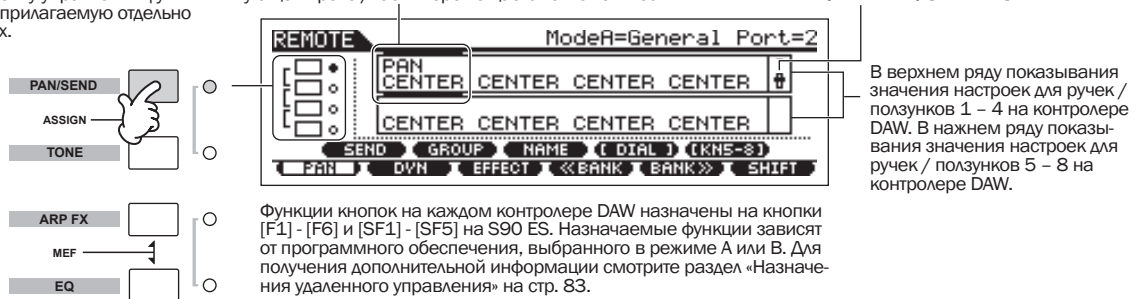 прилагаемую отдельно
х.
REMOTE ModeA=General Port=2
PAN
CENTER CENTER CENTER CENTER
CENTER CENTER CENTER CENTER
SEND GROUP NAME [ DIAL ] [KN5-8]
PAN DYN EFFECT <<BANK BANK>> SHIFT
PAN/SEND
ASSIGN
TONE
ARP FX
MEF
EQ
В верхнем ряду показывания
значения настроек для ручек /
ползунков 1 – 4 на контролере
DAW. В нажнем ряду показы-
вания значения настроек для
ручек / ползунков 5 – 8 на
контролере DAW.
Функции кнопок на каждом контролере DAW назначены на кнопки
[F1] - [F6] и [SF1] - [SF5] на S90 ES. Назначаемые функции зависят
от программного обеспечения, выбранного в режиме А или В. Для
получения дополнительной информации смотрите раздел «Назначе-
ния удаленного управления» на стр. 83.